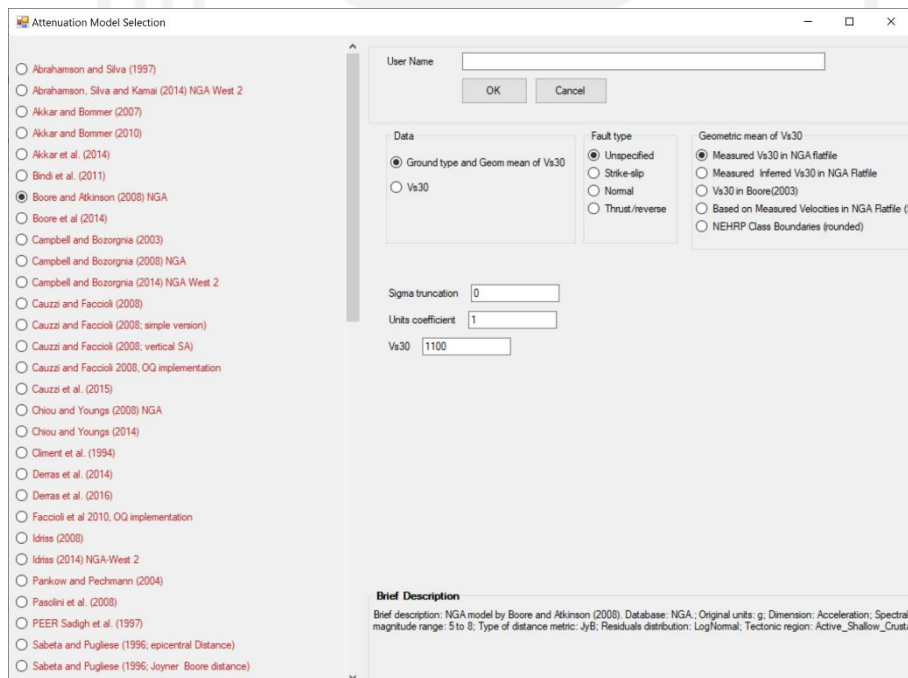 Attenuation Model Selection
Abrahamson and Silva (1997)
Abrahamson, Silva and Kamai (2014) NGA West 2
Akkar and Bommer (2007)
Akkar and Bommer (2010)
Akkar et al. (2014)
Bindi et al. (2011)
Boore and Atkinson (2008) NGA
Boore et al (2014)
Campbell and Bozorgnia (2003)
Campbell and Bozorgnia (2008) NGA
Campbell and Bozorgnia (2014) NGA West 2
Cauzzi and Faccioli (2008)
Cauzzi and Faccioli (2008; simple version)
Cauzzi and Faccioli (2008; vertical SA)
Cauzzi and Faccioli 2008, OQ implementation
Cauzzi et al. (2015)
Chiou and Youngs (2008) NGA
Chiou and Youngs (2014)
Climent et al. (1994)
Derras et al. (2014)
Derras et al. (2016)
Faccioli et al 2010, OQ implementation
Idriss (2008)
Idriss (2014) NGA-West 2
Pankow and Pechmann (2004)
Pasolini et al. (2008)
PEER Sadigh et al. (1997)
Sabeta and Pugliese (1996; epicentral Distance)
Sabeta and Pugliese (1996; Joyner Boore distance)
User Name
OK Cancel
Data
Ground type and Geom mean of Vs30
Vs30
Fault type
Unspecified
Strike-slip
Normal
Thrust/reverse
Geometric mean of Vs30
Measured Vs30 in NGA flatfile
Measured Inferred Vs30 in NGA Flatfile
Vs30 in Boore(2003)
Based on Measured Velocities in NGA Flatfile (
NEHRP Class Boundaries (rounded)
Sigma truncation 0
Units coefficient 1
Vs30 1100
Brief Description
Brief description: NGA model by Boore and Atkinson (2008). Database: NGA.; Original units: g; Dimension: Acceleration; Spectral
magnitude range: 5 to 8; Type of distance metric: JyB; Residuals distribution: LogNormal; Tectonic region: Active_Shallow_Crusta